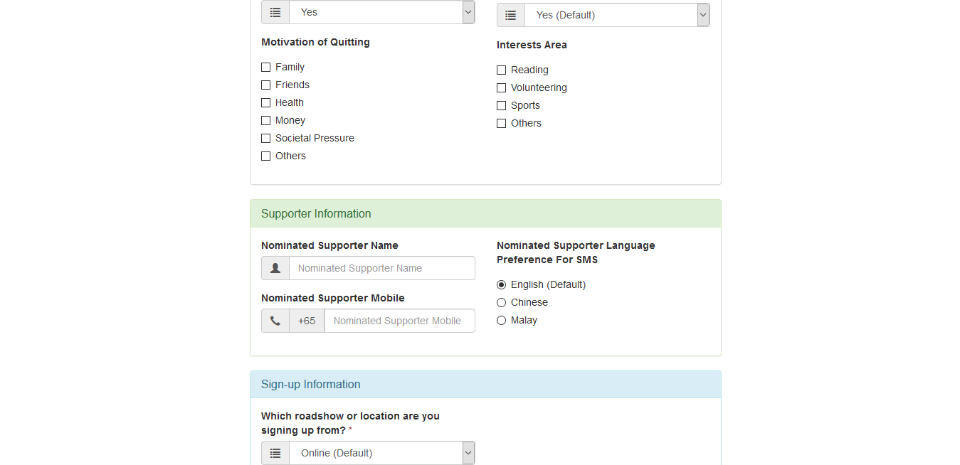 Yes
Yes (Default)
Motivation of Quitting
Family
Friends
Health
Money
Societal Pressure
Others
Interests Area
Reading
Volunteering
Sports
Others
Supporter Information
Nominated Supporter Name
Nominated Supporter Name
Nominated Supporter Mobile
+65 Nominated Supporter Mobile
Nominated Supporter Language
Preference For SMS
English (Default)
Chinese
Malay
Sign-up Information
Which roadshow or location are you
signing up from? *
Online (Default)